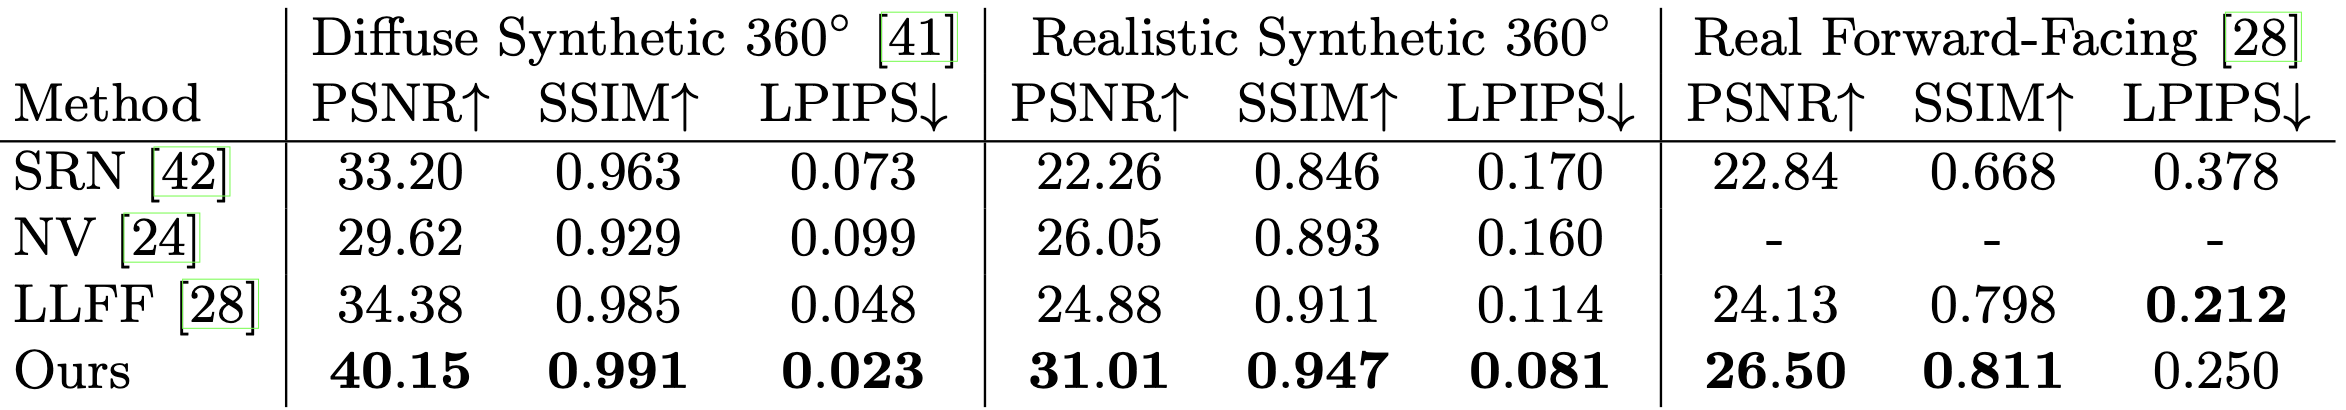 Diffuse Synthetic 360° [41] Realistic Synthetic 360° Real Forward-Facing [28]
Method PSNR↑ SSIM↑ LPIPS↓ PSNR↑ SSIM↑ LPIPS↓ PSNR↑ SSIM↑ LPIPS↓
SRN [42] 33.20 0.963 0.073 22.26 0.846 0.170 22.84 0.668 0.378
NV [24] 29.62 0.929 0.099 26.05 0.893 0.160 - - -
LLFF [28] 34.38 0.985 0.048 24.88 0.911 0.114 24.13 0.798 0.212
Ours 40.15 0.991 0.023 31.01 0.947 0.081 26.50 0.811 0.250